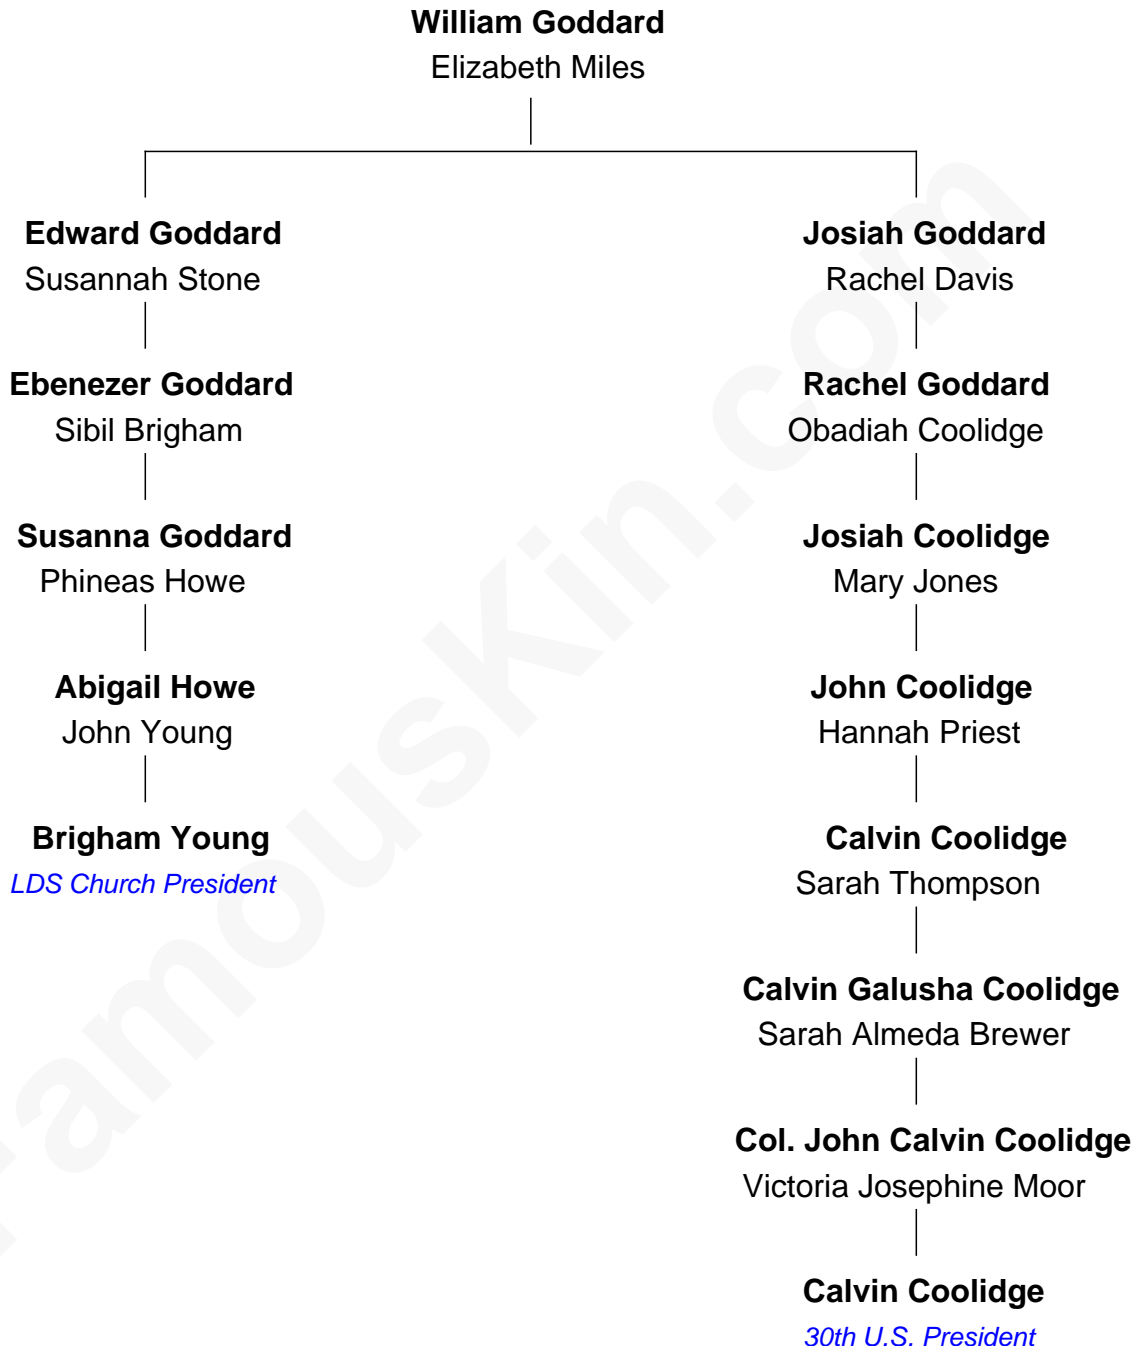 William Goddard
Elizabeth Miles
Edward Goddard
Susannah Stone
Ebenezer Goddard
Sibil Brigham
Susanna Goddard
Phineas Howe
Abigail Howe
John Young
Brigham Young
LDS Church President
Josiah Goddard
Rachel Davis
Rachel Goddard
Obadiah Coolidge
Josiah Coolidge
Mary Jones
John Coolidge
Hannah Priest
Calvin Coolidge
Sarah Thompson
Calvin Galusha Coolidge
Sarah Almeda Brewer
Col. John Calvin Coolidge
Victoria Josephine Moor
Calvin Coolidge
30th U.S. President
FamousKin.com